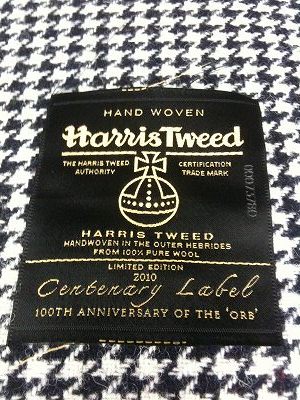 HAND WOVEN
Harris Tweed
THE HARRIS TWEED CERTIFICATION
AUTHORITY TRADE MARK
HARRIS TWEED
HANDWOVEN IN THE OUTER HEBRIDES
FROM 100% PURE WOOL
LIMITED EDITION
2010
Centenary Label
100TH ANNIVERSARY OF THE 'ORB'